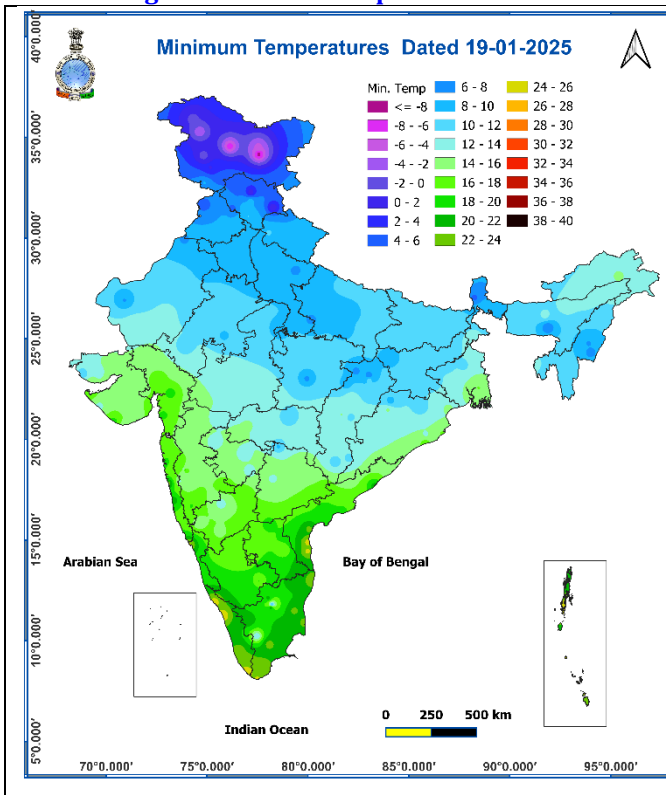 Minimum Temperatures Dated 19-01-2025
Min. Temp
<= -8
-8 - -6
-6 - -4
-4 - -2
-2 - 0
0 - 2
2 - 4
4 - 6
6 - 8
8 - 10
10 - 12
12 - 14
14 - 16
16 - 18
18 - 20
20 - 22
22 - 24
24 - 26
26 - 28
28 - 30
30 - 32
32 - 34
34 - 36
36 - 38
38 - 40
40°0.000'
35°0.000'
30°0.000'
25°0.000'
20°0.000'
15°0.000'
10°0.000'
5°0.000'
Arabian Sea
Bay of Bengal
Indian Ocean
0 250 500 km
70°0.000' 75°0.000' 80°0.000' 85°0.000' 90°0.000' 95°0.000'